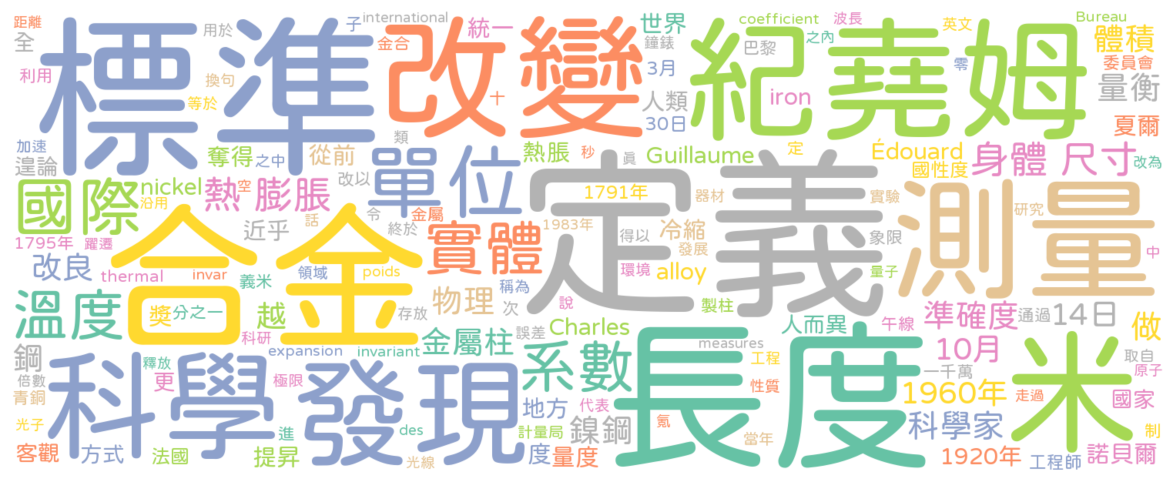 距離
用於
子
international
世界
coefficient
波長
英文
Bureau
全
金合
統一
鐘錶
巴黎
之內
體積
利用
換句
標準
改變
3月
紀堯姆
零
委員會
等於
十
人類
iron
量衡
30日
夏爾
加速
類
奪得
之中
從前
單位
熱脹
秒
Guillaume
定
Édouard
身體
尺寸
改為
遑論
真
國性度
國際
nickel
空
熱
膨脹
改以
1791年
器材
實驗
測量
沿用
令
金屬
定義
研究
1795年
躍遷
合金
話
終於
1983年
得以
冷縮
發展
象限
中
近乎
實體
改良
thermal
invar
領域
poids
環境
alloy
量子
義米
稱為
溫度
獎
分之一
越
存放
物理
次
說
製柱
科研
誤差
Charles
人而異
午線
準確度
通過
14日
做
鋼
釋放
expansion
invariant
金屬柱
系數
measures
長度
10月
米
取自
倍數
科學
更
極限
發現
工程
一千萬
原子
青銅
性質
1960年
走過
國家
光子
進
des
地方
代表
氪
科學家
制
客觀
方式
法國
提昇
光線
度
計量局
鎳鋼
量度
當年
1920年
工程師
諾貝爾